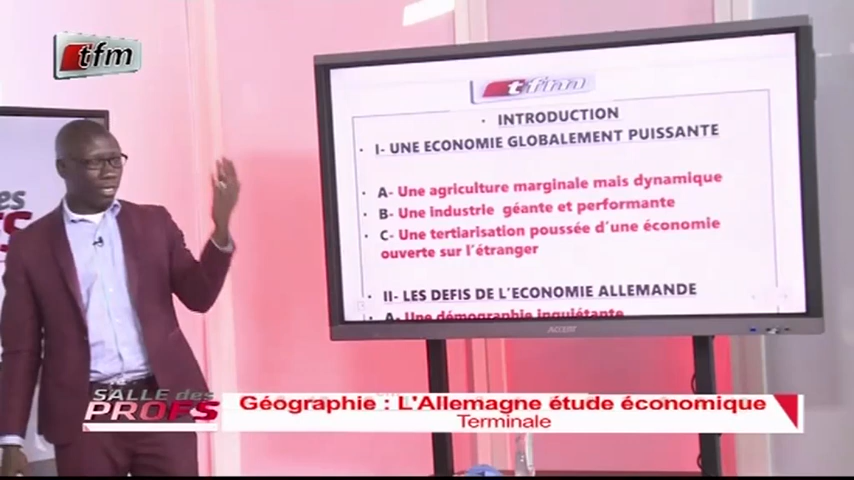 tfm
tfm
INTRODUCTION
I- UNE ECONOMIE GLOBALEMENT PUISSANTE
A- Une agriculture marginale mais dynamique
B- Une industrie géante et performante
C- Une tertiarisation poussée d'une économie
ouverte sur l'étranger
II- LES DEFIS DE L'ECONOMIE ALLEMANDE
A- Une démographie inquiétante
des
SALLE des
PROFS
Géographie : L'Allemagne étude économique
Terminale